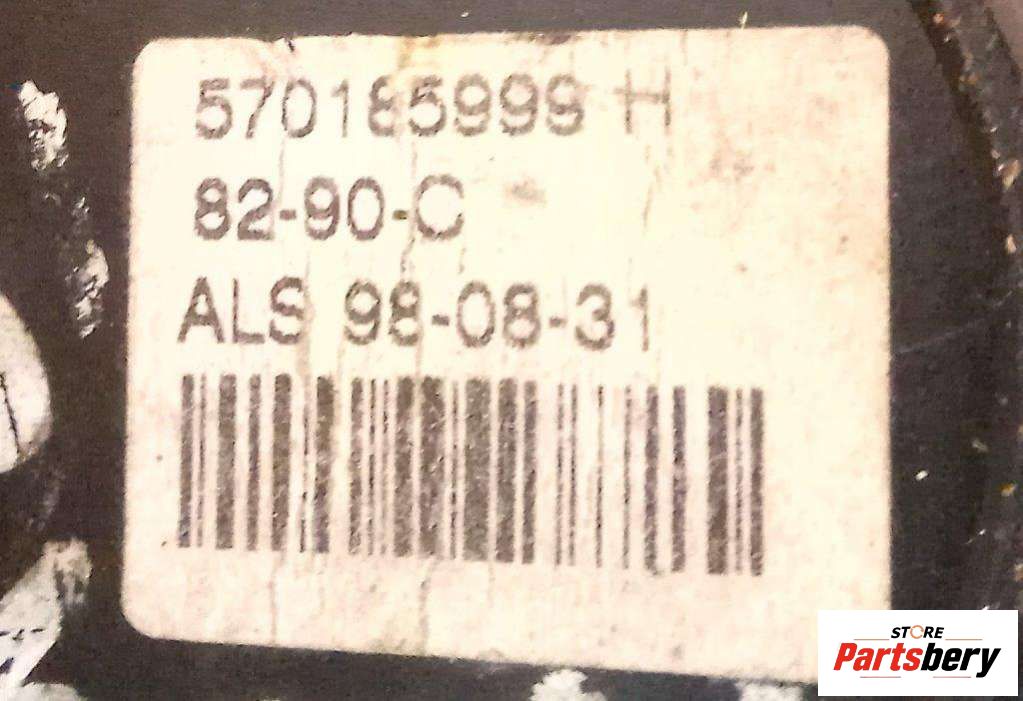 570185999 H
82-90-C
ALS 98-08-31
STORE
Partsbery